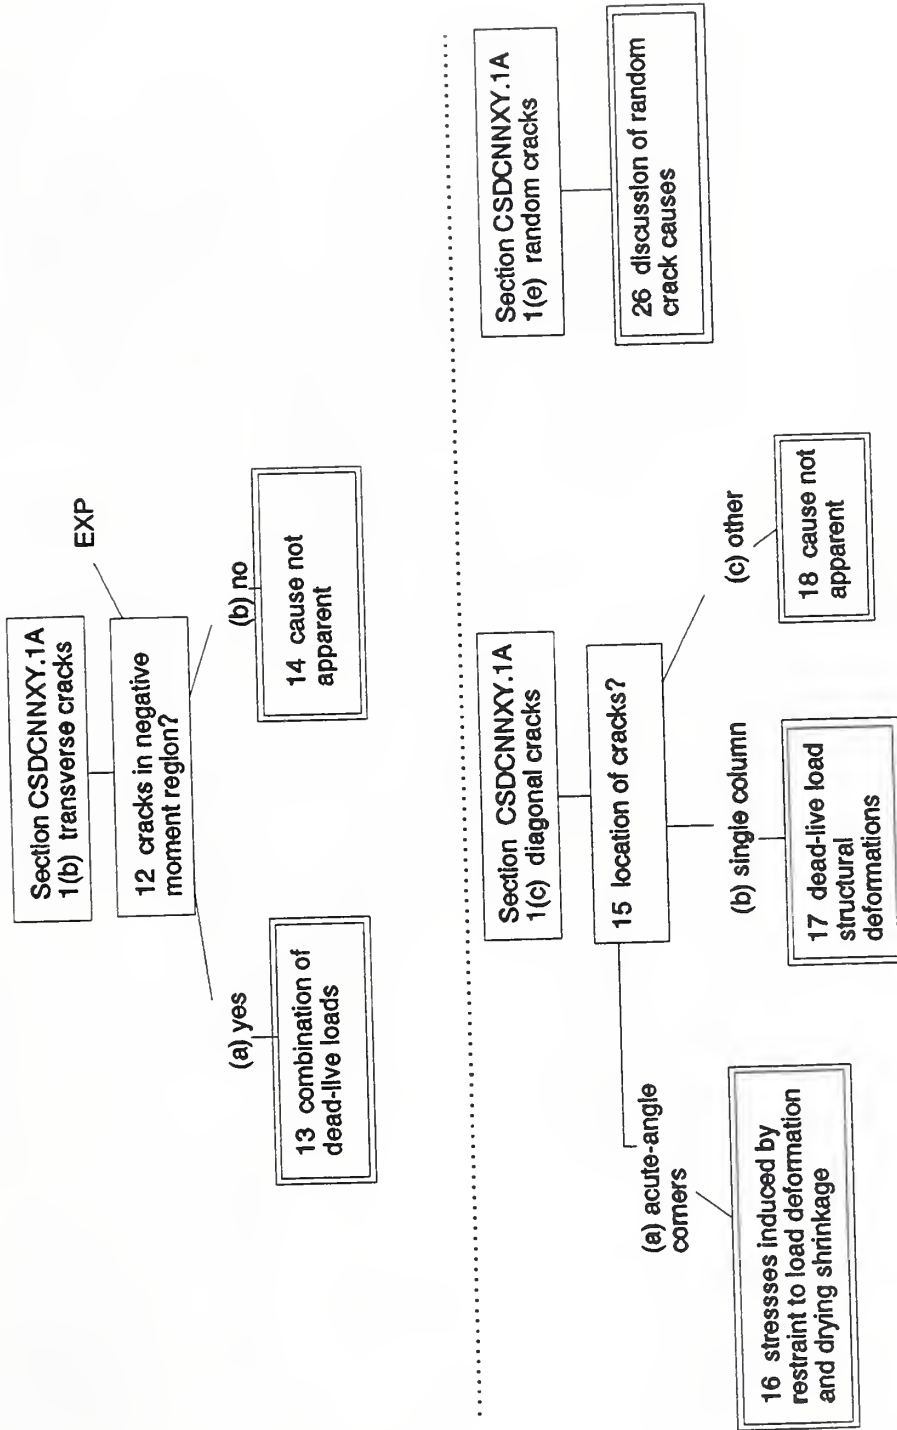 Section CSDCNNXY.1A
1(b) transverse cracks
12 cracks in negative
moment region?
EXP
(a) yes
(b) no
13 combination of
dead-live loads
14 cause not
apparent
Section CSDCNNXY.1A
1(c) diagonal cracks
15 location of cracks?
(a) acute-angle
corners
(b) single column
(c) other
16 stressses induced by
restraint to load deformation
and drying shrinkage
17 dead-live load
structural
deformations
18 cause not
apparent
Section CSDCNNXY.1A
1(e) random cracks
26 discussion of random
crack causes